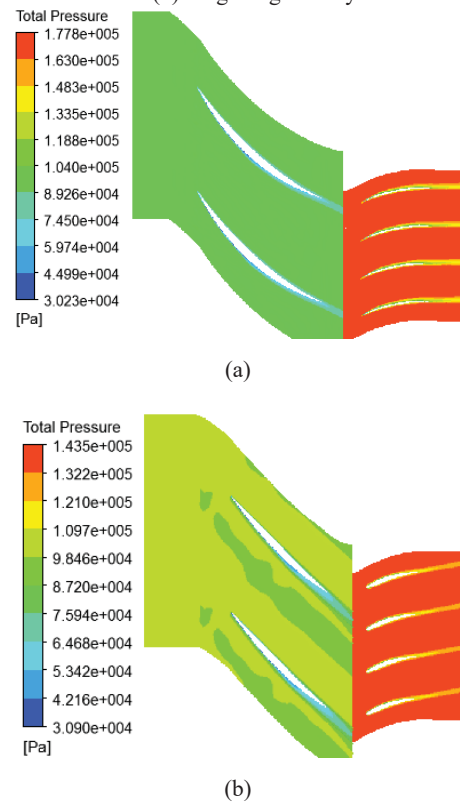 Total Pressure
1.778e+005
1.630e+005
1.483e+005
1.335e+005
1.188e+005
1.040e+005
8.926e+004
7.450e+004
5.974e+004
4.499e+004
3.023e+004
[Pa]
(a)
Total Pressure
1.435e+005
1.322e+005
1.210e+005
1.097e+005
9.846e+004
8.720e+004
7.594e+004
6.468e+004
5.342e+004
4.216e+004
3.090e+004
[Pa]
(b)